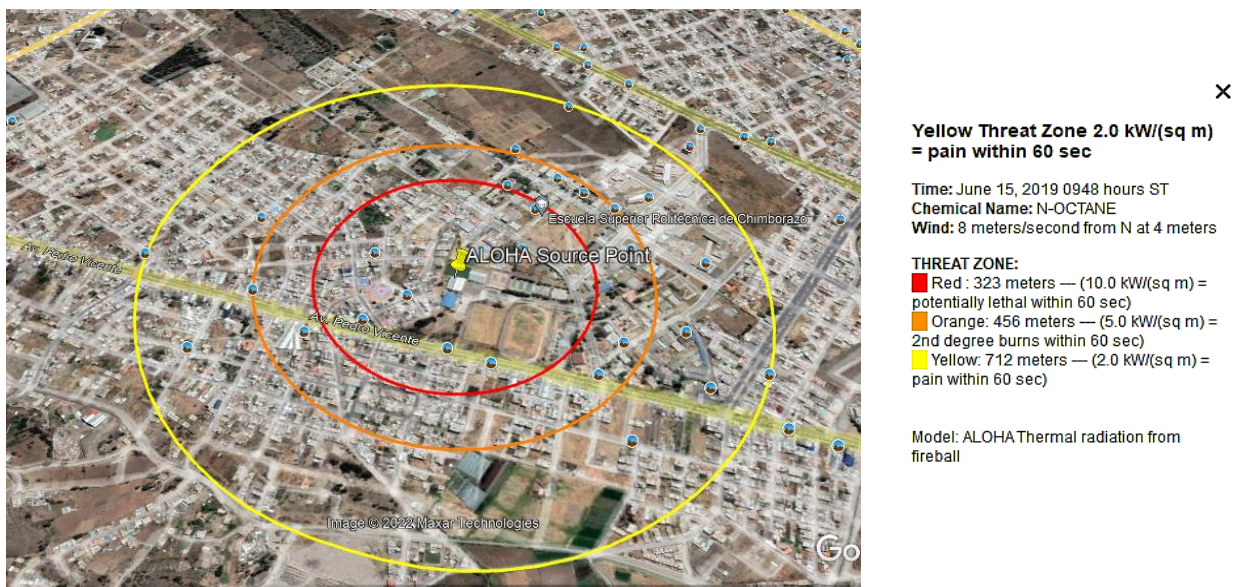 Escuela Superior Politécnica de Chimborazo
Av. Pedro Vicente
ALOHA Source Point
Av. Pedro Vicente
Image © 2022 Maxar Technologies
Go
Yellow Threat Zone 2.0 kW/(sq m)
= pain within 60 sec
Time: June 15, 2019 0948 hours ST
Chemical Name: N-OCTANE
Wind: 8 meters/second from N at 4 meters
THREAT ZONE:
Red : 323 meters --- (10.0 kW/(sq m) =
potentially lethal within 60 sec)
Orange: 456 meters --- (5.0 kW/(sq m) =
2nd degree burns within 60 sec)
Yellow: 712 meters --- (2.0 kW/(sq m) =
pain within 60 sec)
Model: ALOHA Thermal radiation from
fireball